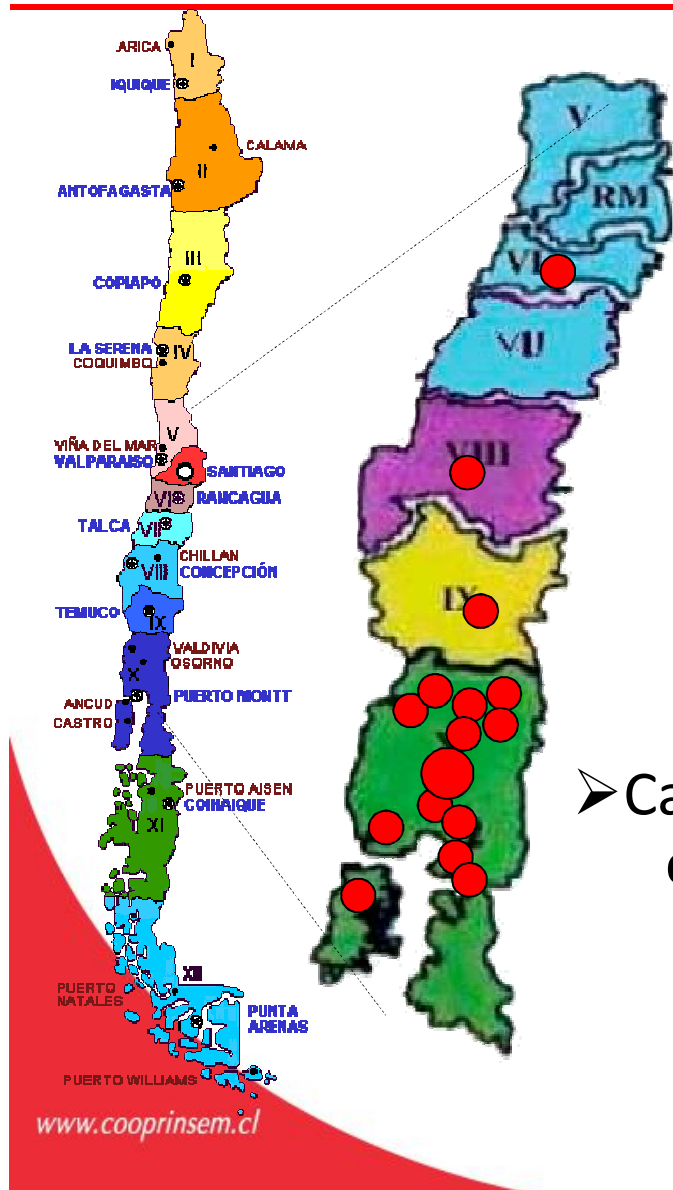 ARICA
I
IQUIQUE
CALAMA
II
ANTOFAGASTA
III
COPIAPO
LA SERENA
IV
COQUIMBO
V
VIÑA DEL MAR
VALPARAISO
SANTIAGO
VI
RANCAGUA
TALCA
VII
CHILLAN
VIII
CONCEPCIÓN
TEMUCO
IX
VALDIVIA
OSORNO
X
PUERTO MONTT
ANCUD
CASTRO
PUERTO AISEN
COIHAIQUE
XI
XII
PUERTO
NATALES
PUNTA
ARENAS
PUERTO WILLIAMS
www.cooprinsem.cl
V
RM
VI
VII
VIII
IX
➢Ca